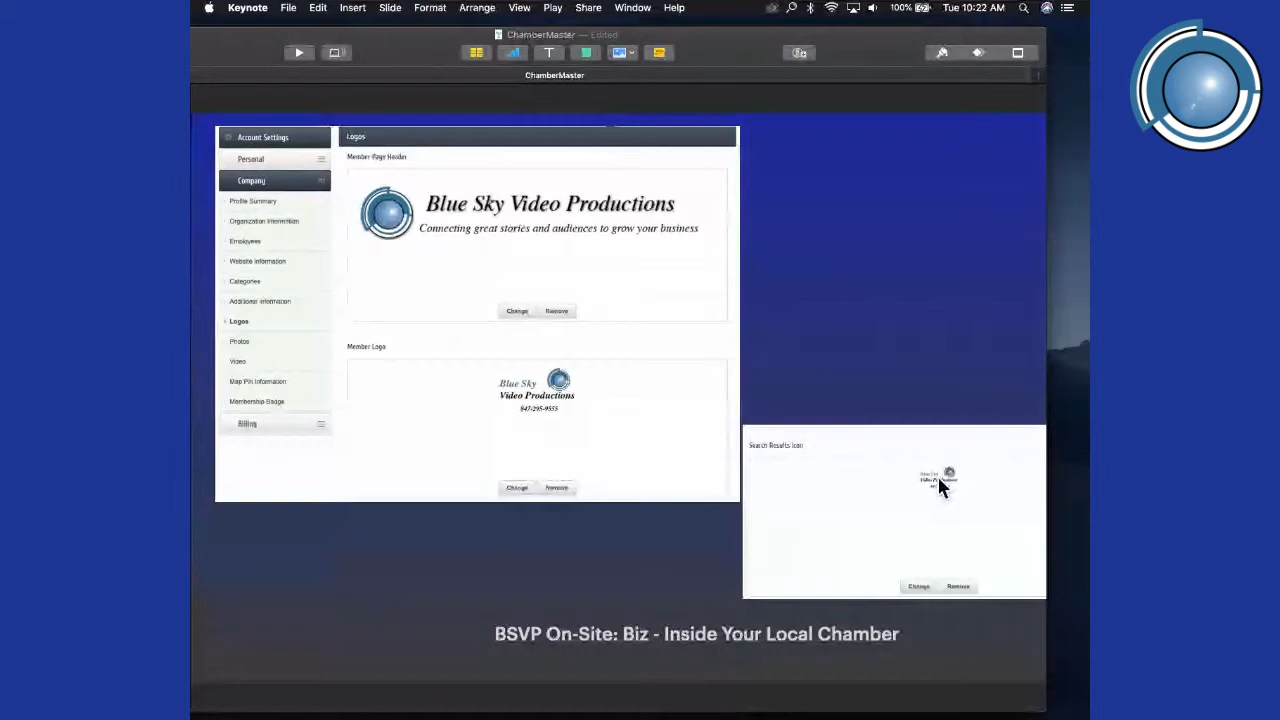 Keynote File Edit Insert Slide Format Arrange View Play Share Window Help 100% Tue 10:22 AM
ChamberMaster — Edited
ChamberMaster
Account Settings
Personal
Company
Profile Summary
Organization Information
Employees
Website Information
Categories
Additional Information
Logos
Photos
Video
Map Pin Information
Membership Badge
Billing
Logos
Member Page Header
Blue Sky Video Productions
Connecting great stories and audiences to grow your business
Change Remove
Member Logo
Blue Sky
Video Productions
847-295-9555
Change Remove
Search Results Icon
Change Remove
BSVP On-Site: Biz - Inside Your Local Chamber